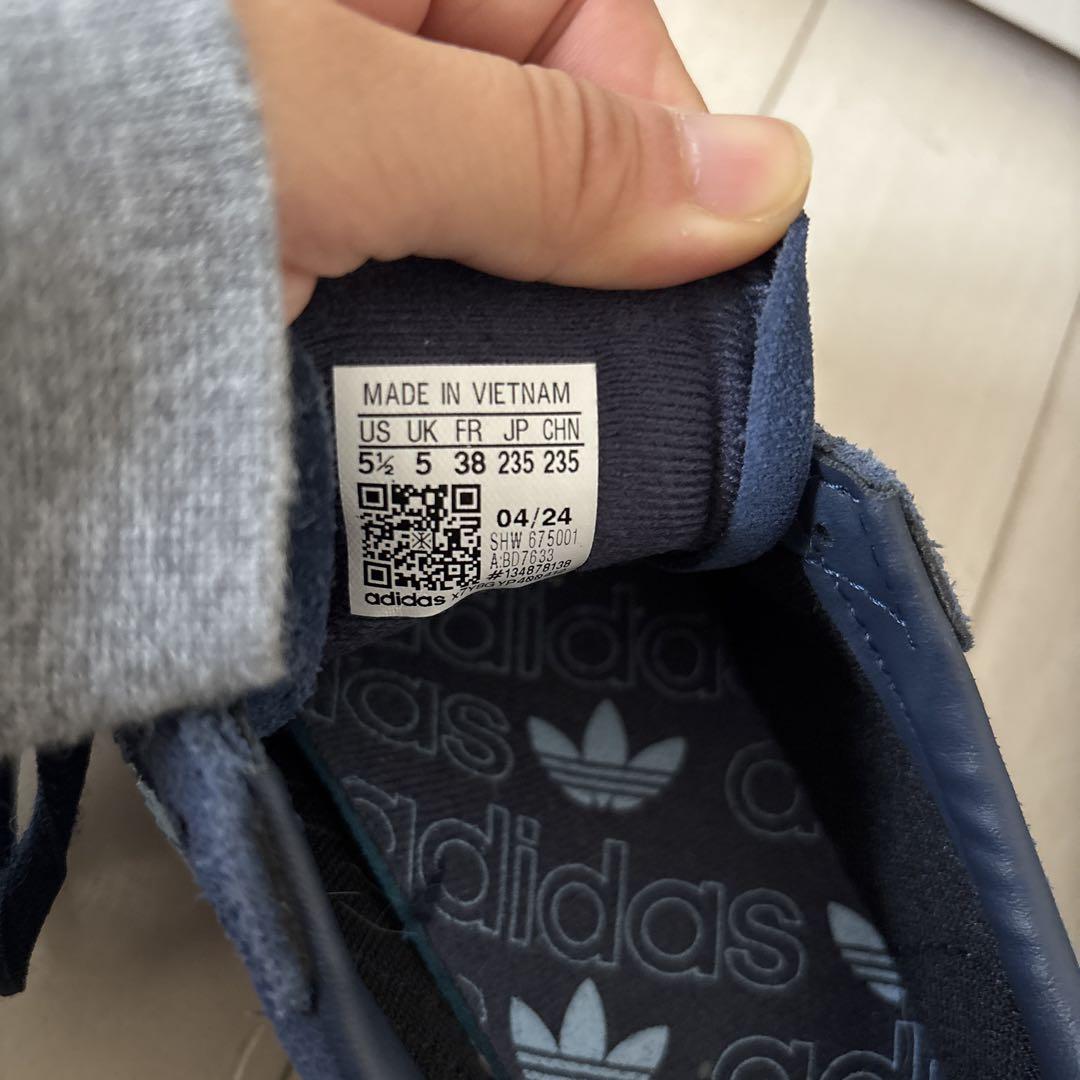 MADE IN VIETNAM
US UK FR JP CHN
5½ 5 38 235 235
04/24
SHW 675001
A:BD7633
#134878138
adidas
adidas
das
adidas